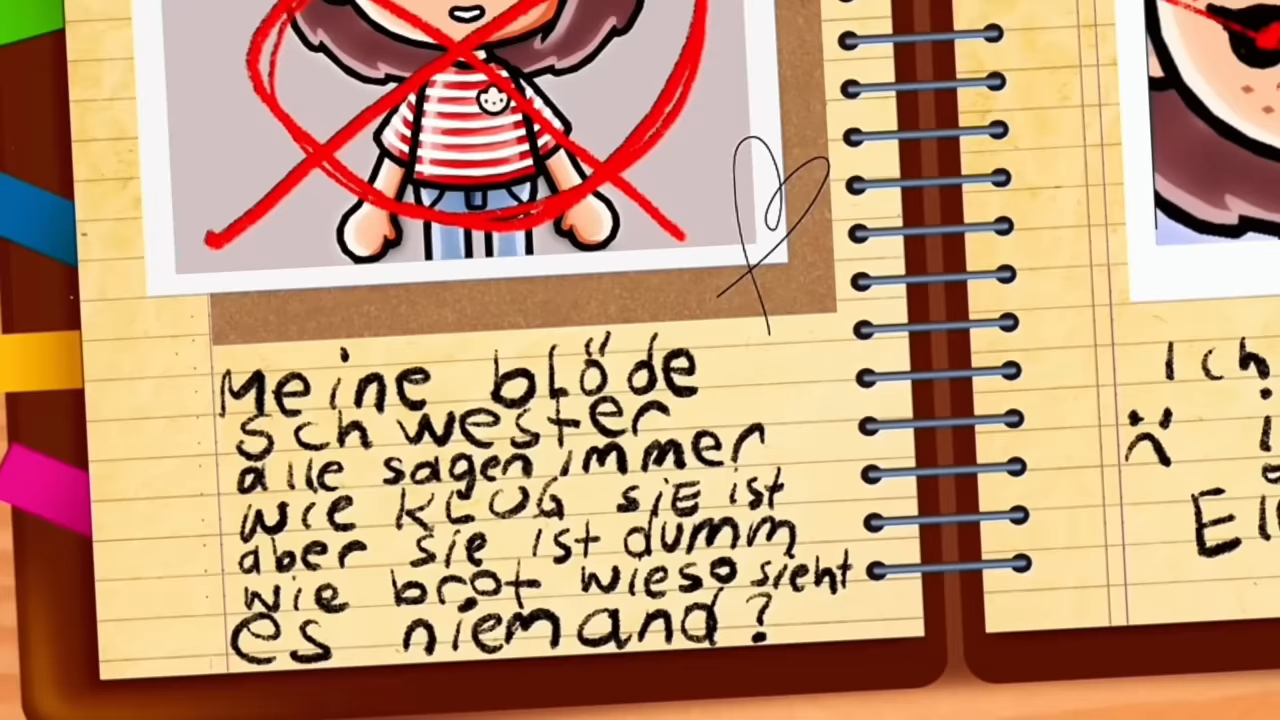 Meine blöde
schwester
alle sagen immer
wie KLUG siE ist
aber sie ist dumm
wie brot wieso sieht
es niemand?
Ich